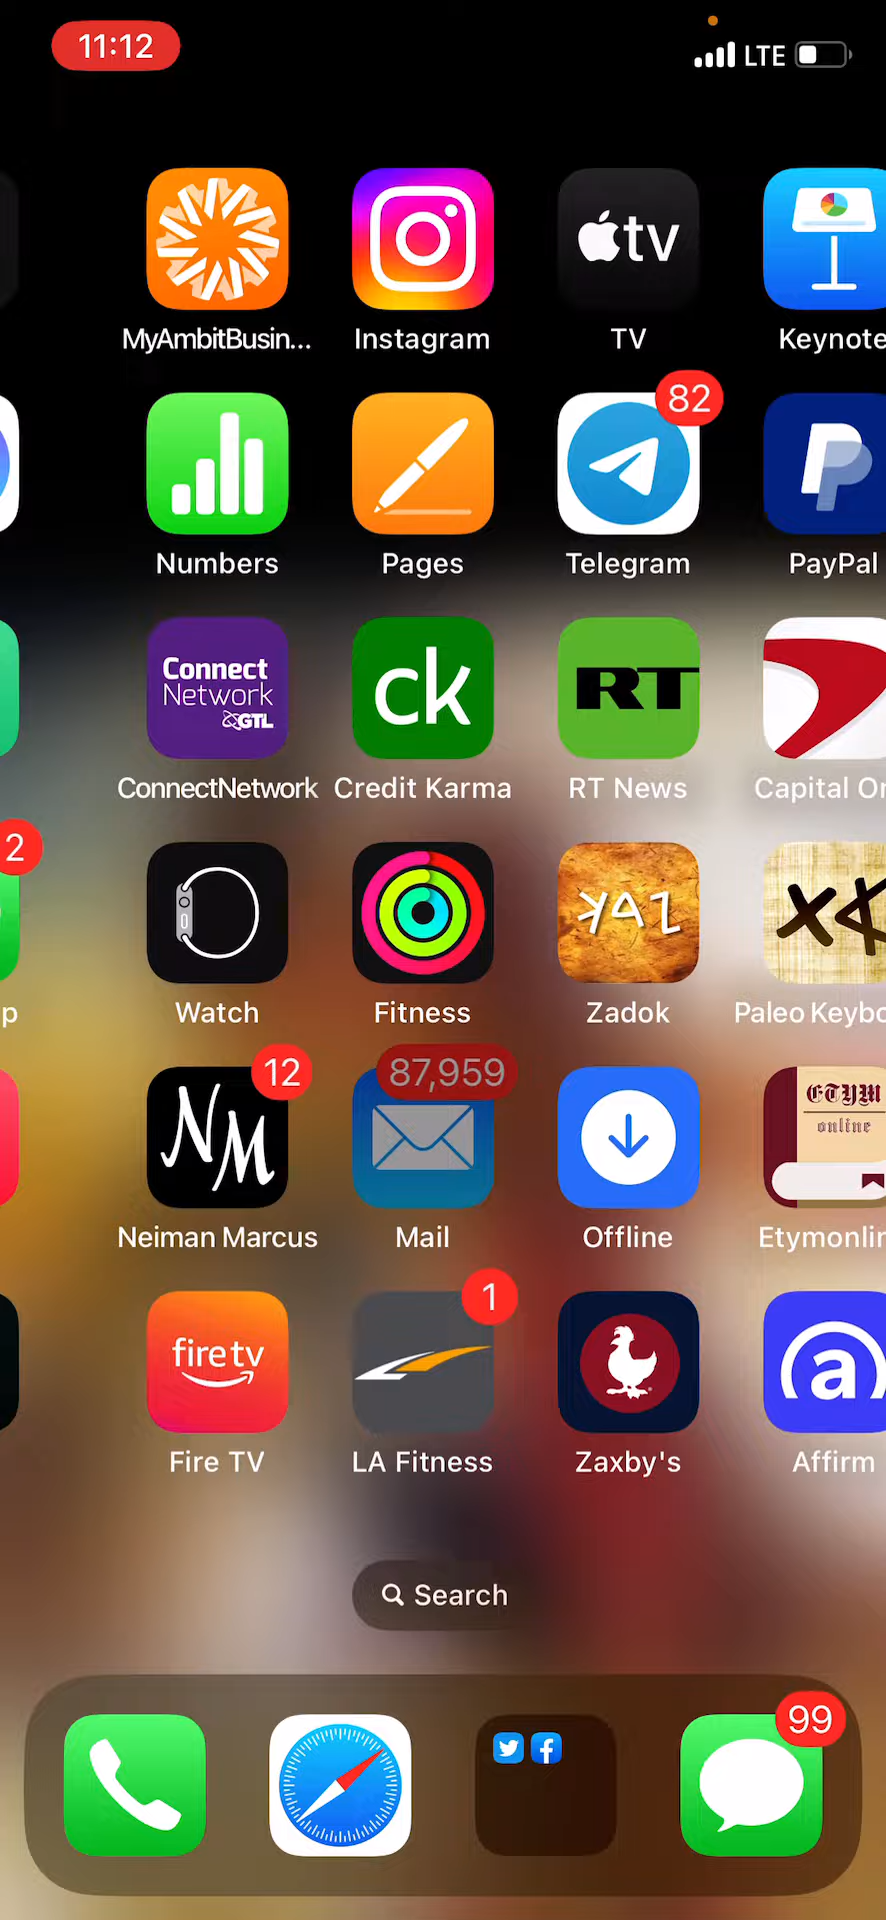 11:12
LTE
tv
MyAmbitBusin...
Instagram
TV
Keynote
82
Numbers
Pages
Telegram
PayPal
Connect
Network
GTL
ck
RT
ConnectNetwork
Credit Karma
RT News
Capital On
2
p
Watch
Fitness
Zadok
Paleo Keybo
12
87,959
NM
ETYM
online
Neiman Marcus
Mail
Offline
Etymonlin
1
fire tv
a
Fire TV
LA Fitness
Zaxby's
Affirm
Search
99